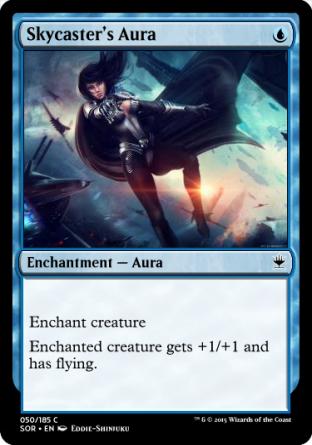 Skycaster's Aura
Enchantment — Aura
Enchant creature
Enchanted creature gets +1/+1 and
has flying.
050/185 C
SOR • EN Eddie-Shinjuku
™ & © 2015 Wizards of the Coast